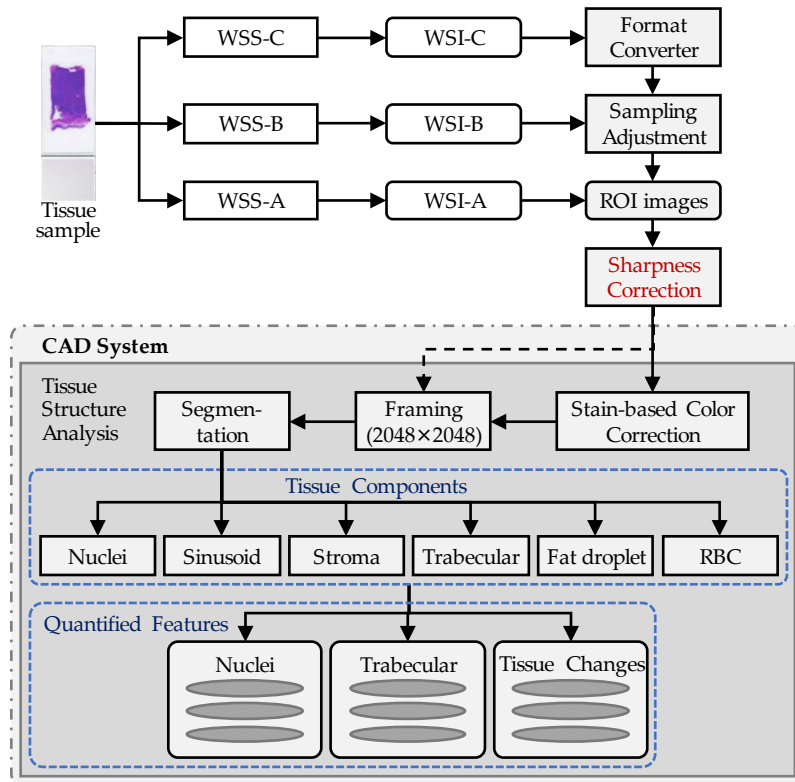 WSS-C
WSI-C
Format
Converter
WSS-B
WSI-B
Sampling
Adjustment
WSS-A
WSI-A
ROI images
Tissue
sample
Sharpness
Correction
CAD System
Tissue
Structure
Analysis
Segmen-
tation
Framing
(2048×2048)
Stain-based Color
Correction
Tissue Components
Nuclei
Sinusoid
Stroma
Trabecular
Fat droplet
RBC
Quantified Features
Nuclei
Trabecular
Tissue Changes